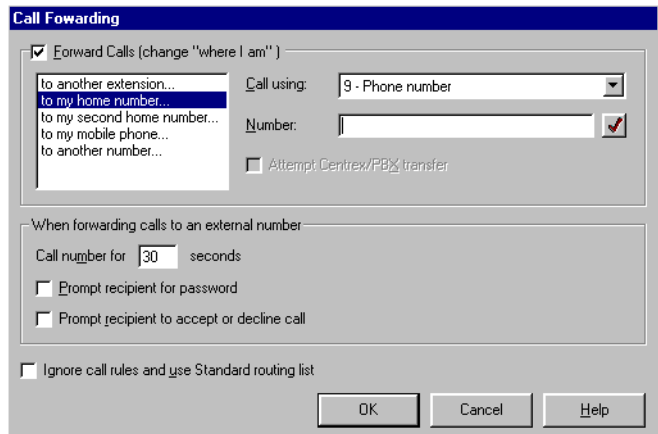 Call Fowarding
Forward Calls (change "where I am" )
to another extension...
to my home number...
to my second home number...
to my mobile phone...
to another number...
Call using: 9 - Phone number
Number:
Attempt Centrex/PBX transfer
When forwarding calls to an external number
Call number for 30 seconds
Prompt recipient for password
Prompt recipient to accept or decline call
Ignore call rules and use Standard routing list
OK Cancel Help